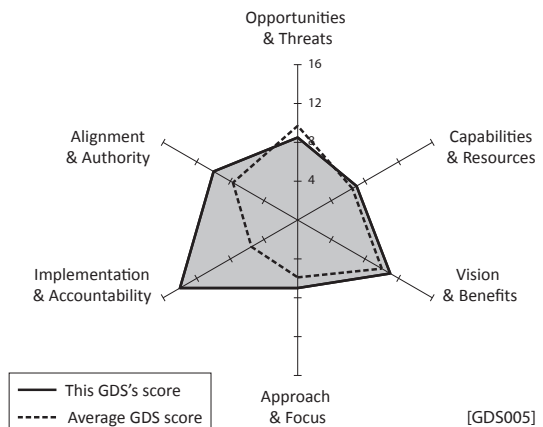 Opportunities
& Threats
16
12
8
4
Alignment
& Authority
Capabilities
& Resources
Implementation
& Accountability
Vision
& Benefits
Approach
& Focus
This GDS's score
Average GDS score
[GDS005]